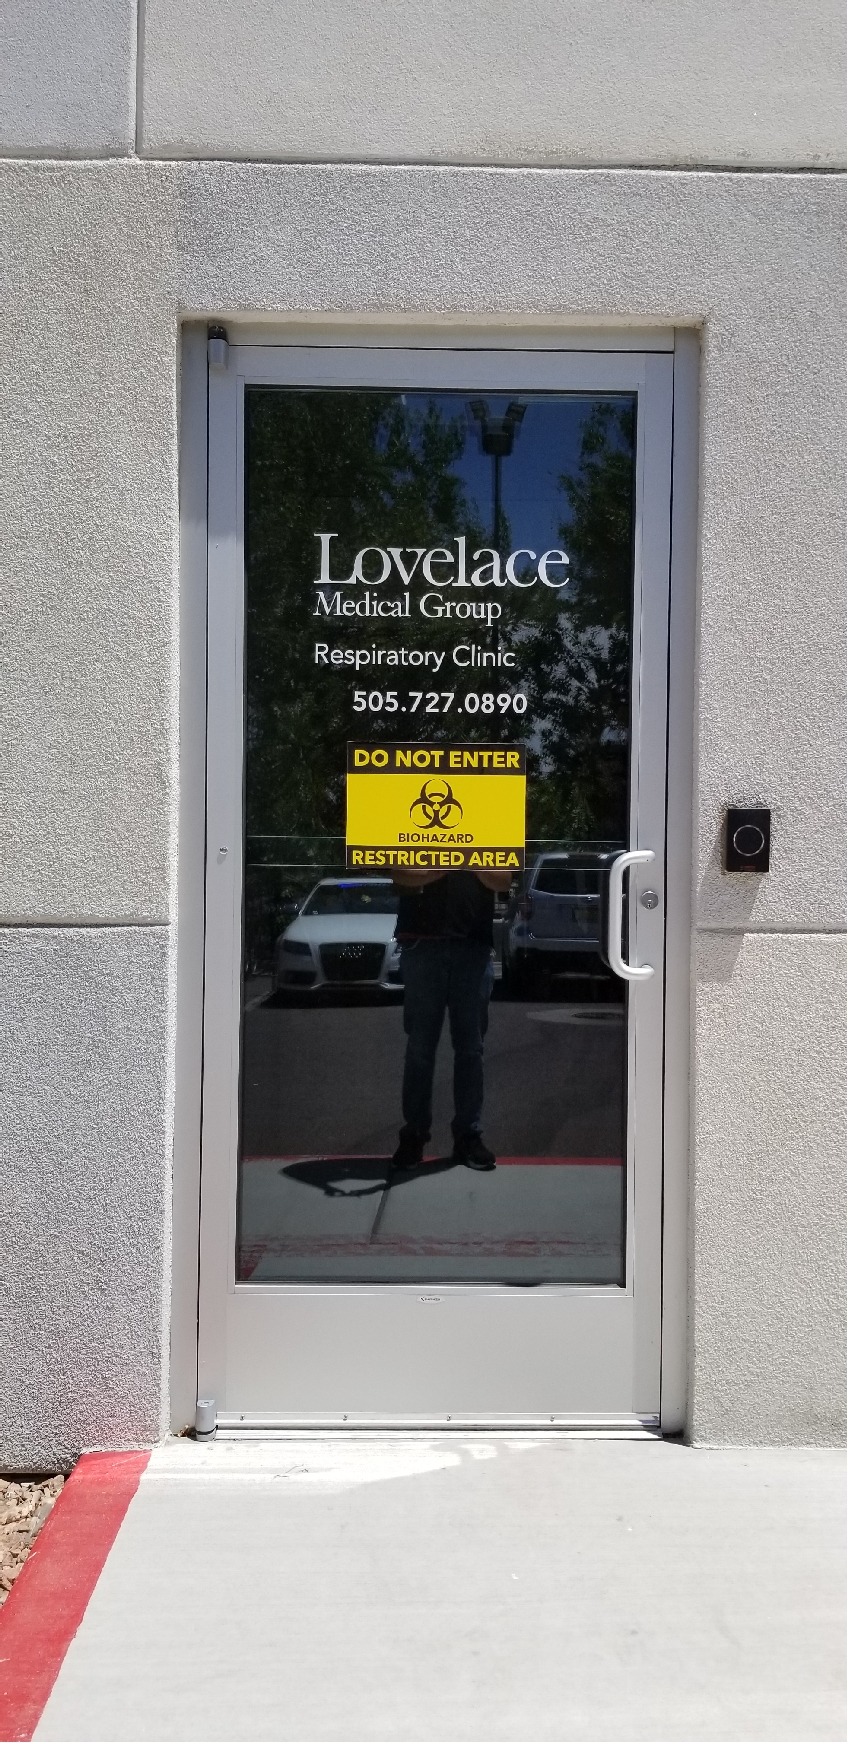 Lovelace
Medical Group
Respiratory Clinic
505.727.0890
DO NOT ENTER
BIOHAZARD
RESTRICTED AREA